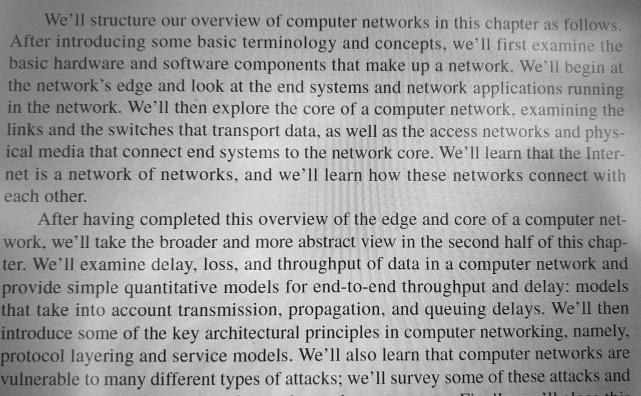 We'll structure our overview of computer networks in this chapter as follows.
After introducing some basic terminology and concepts, we'll first examine the
basic hardware and software components that make up a network. We'll begin at
the network's edge and look at the end systems and network applications running
in the network. We'll then explore the core of a computer network, examining the
links and the switches that transport data, as well as the access networks and phys-
ical media that connect end systems to the network core. We'll learn that the Inter-
net is a network of networks, and we'll learn how these networks connect with
each other.
After having completed this overview of the edge and core of a computer net-
work, we'll take the broader and more abstract view in the second half of this chap-
ter. We'll examine delay, loss, and throughput of data in a computer network and
provide simple quantitative models for end-to-end throughput and delay: models
that take into account transmission, propagation, and queuing delays. We'll then
introduce some of the key architectural principles in computer networking, namely,
protocol layering and service models. We'll also learn that computer networks are
vulnerable to many different types of attacks; we'll survey some of these attacks and